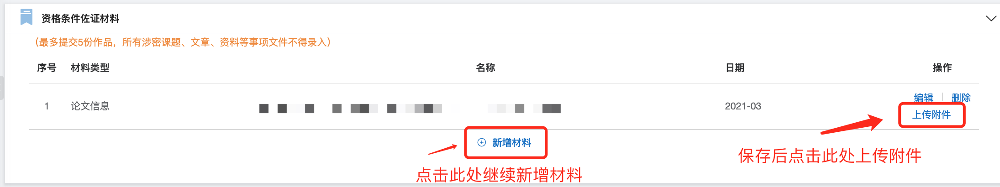 资格条件佐证材料
（最多提交5份作品，所有涉密课题、文章、资料等事项文件不得录入）
序号 材料类型 名称 日期 操作
1 论文信息 2021-03 编辑 删除
上传附件
新增材料
保存后点击此处上传附件
点击此处继续新增材料